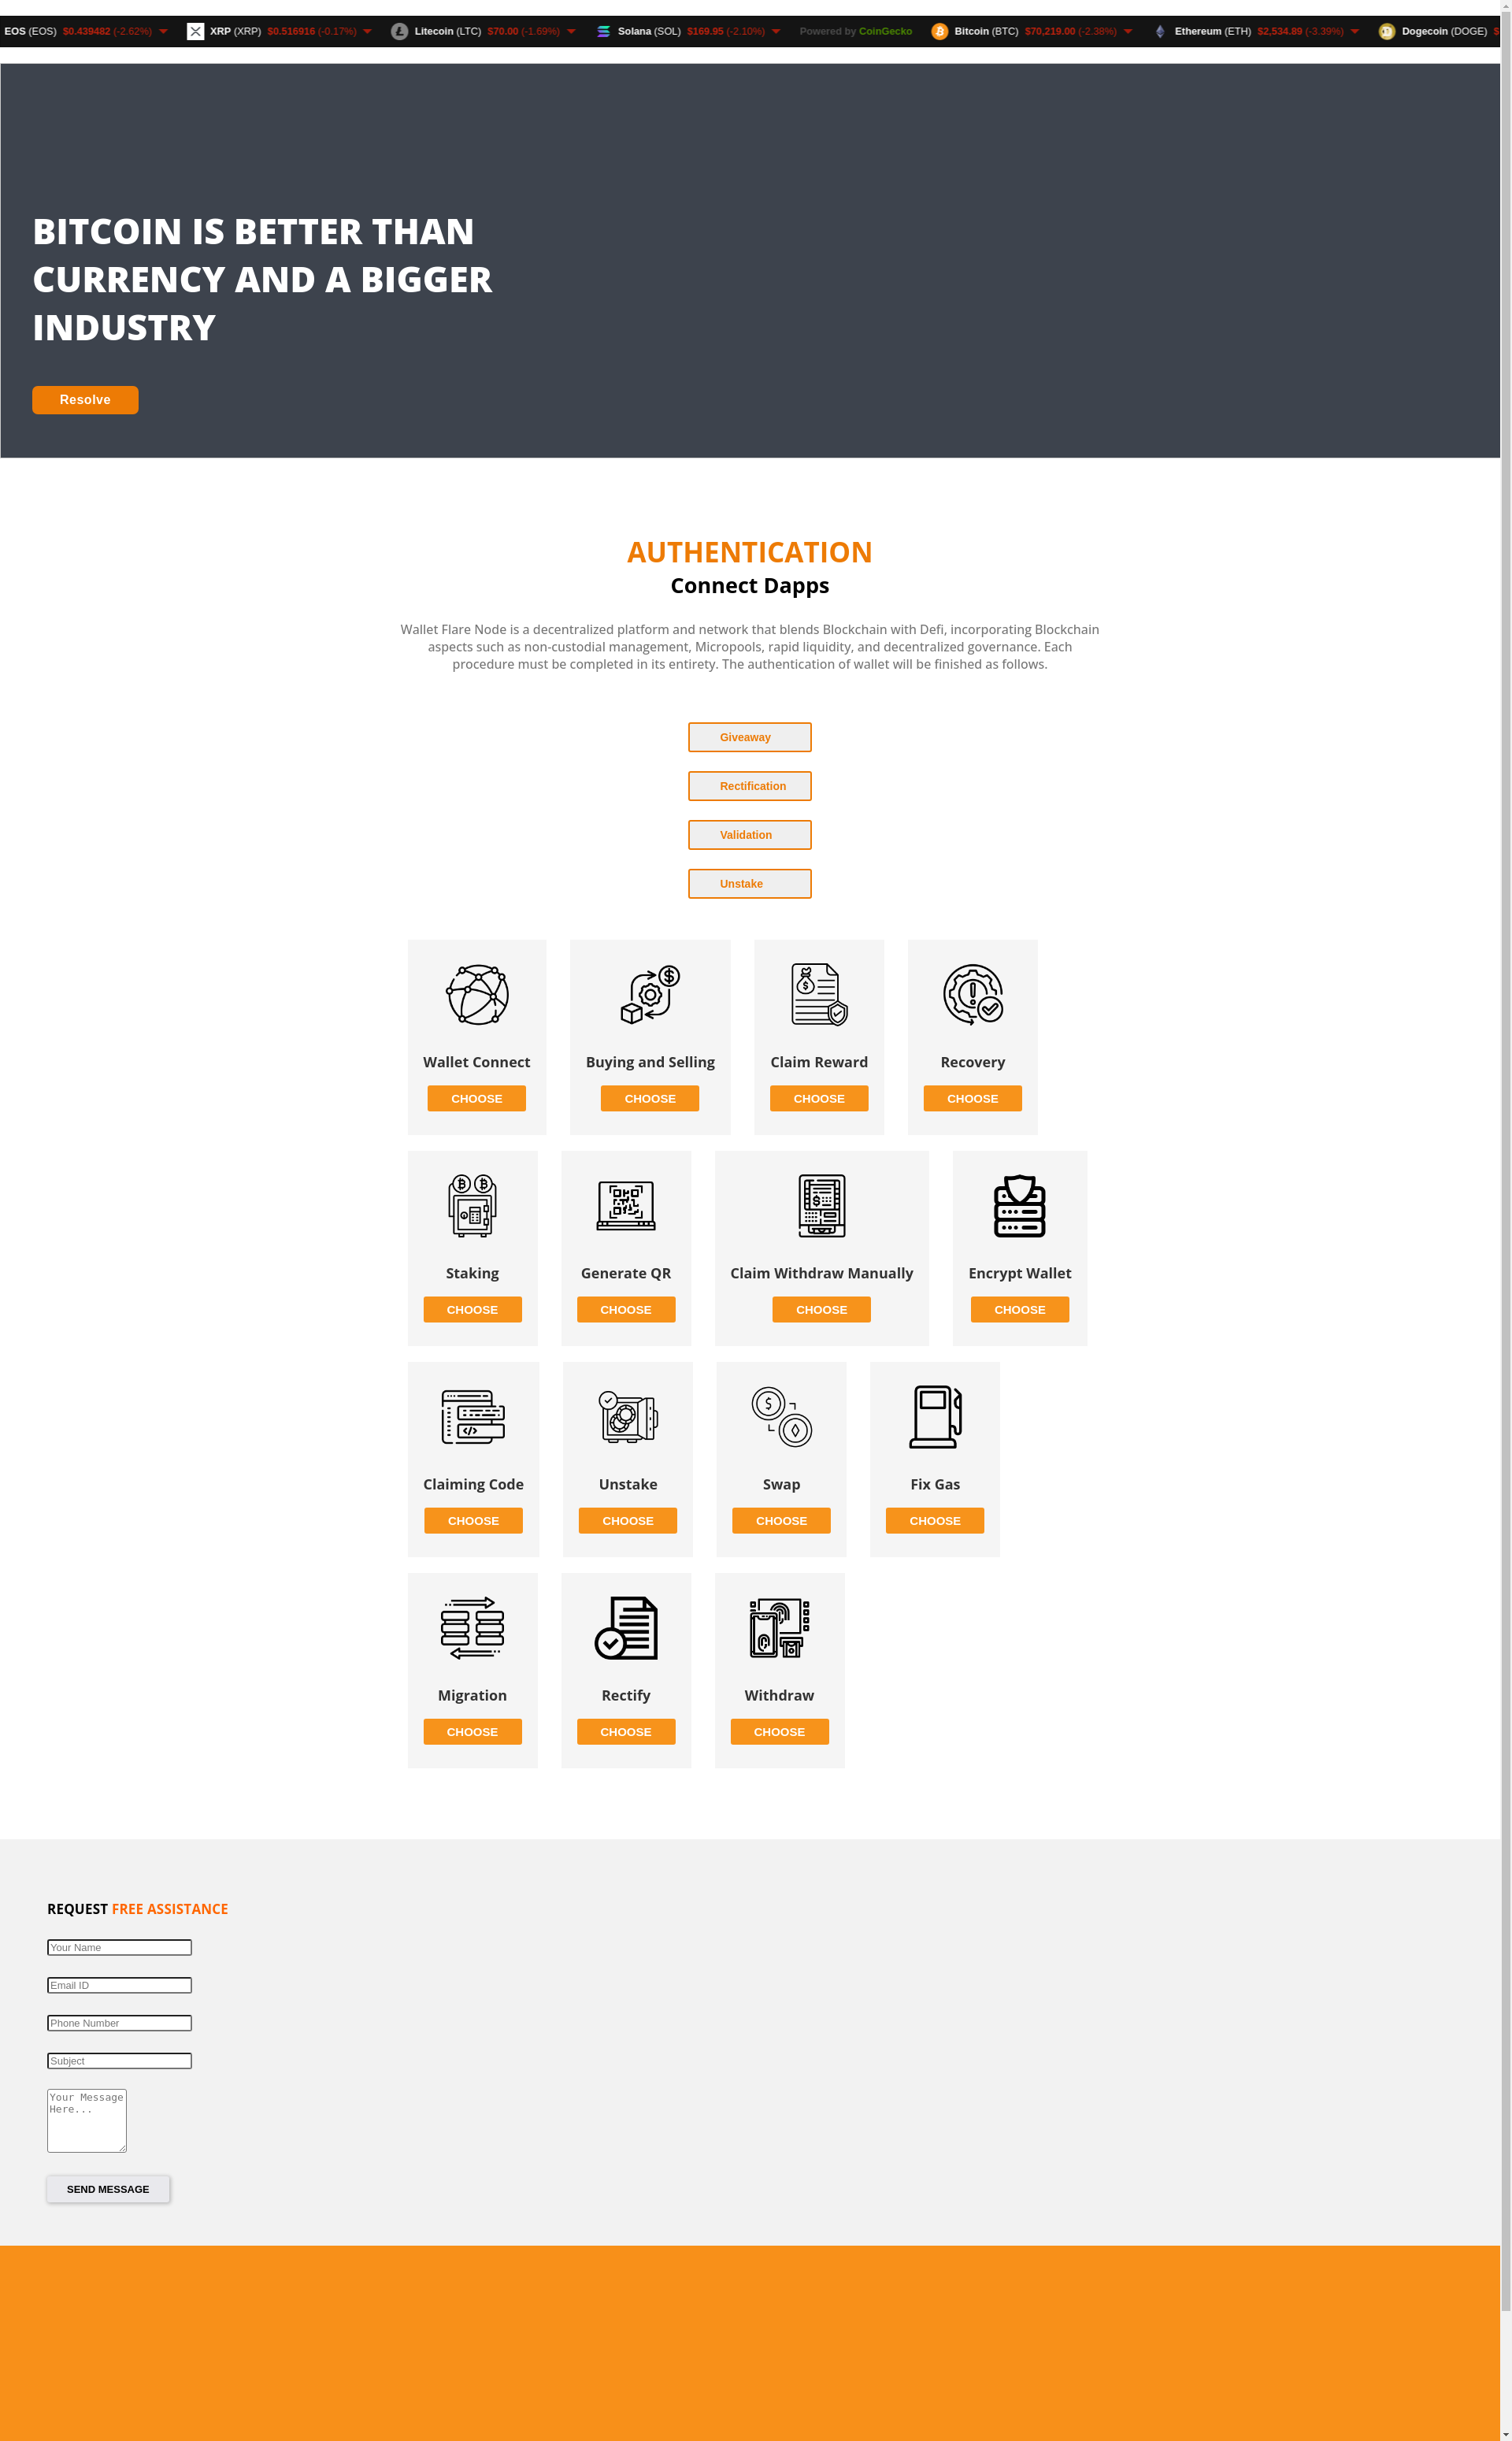 EOS (EOS) $0.439482 (-2.62%) XRP (XRP) $0.516916 (-0.17%) Litecoin (LTC) $70.00 (-1.69%) Solana (SOL) $169.95 (-2.10%) Powered by CoinGecko Bitcoin (BTC) $70,219.00 (-2.38%) Ethereum (ETH) $2,534.89 (-3.39%) Dogecoin (DOGE) $
BITCOIN IS BETTER THAN
CURRENCY AND A BIGGER
INDUSTRY
Resolve
AUTHENTICATION
Connect Dapps
Wallet Flare Node is a decentralized platform and network that blends Blockchain with Defi, incorporating Blockchain
aspects such as non-custodial management, Micropools, rapid liquidity, and decentralized governance. Each
procedure must be completed in its entirety. The authentication of wallet will be finished as follows.
Giveaway
Rectification
Validation
Unstake
Wallet Connect Buying and Selling Claim Reward Recovery
CHOOSE CHOOSE CHOOSE CHOOSE
Staking Generate QR Claim Withdraw Manually Encrypt Wallet
CHOOSE CHOOSE CHOOSE CHOOSE
Claiming Code Unstake Swap Fix Gas
CHOOSE CHOOSE CHOOSE CHOOSE
Migration Rectify Withdraw
CHOOSE CHOOSE CHOOSE
REQUEST FREE ASSISTANCE
Your Name
Email ID
Phone Number
Subject
Your Message
Here...
SEND MESSAGE